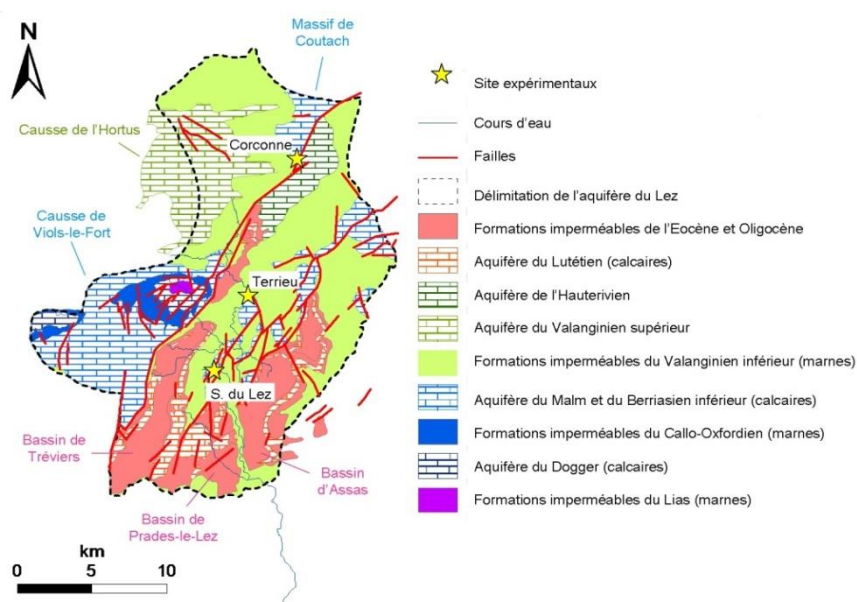 N
Massif de
Coutach
Causse de l'Hortus
Corconne
Causse de
Viols-le-Fort
Terrieu
S. du Lez
Bassin de
Tréviers
Bassin
d'Assas
Bassin de
Prades-le-Lez
km
0 5 10
Site expérimentaux
Cours d'eau
Failles
Délimitation de l'aquifère du Lez
Formations imperméables de l'Eocène et Oligocène
Aquifère du Lutétien (calcaires)
Aquifère de l'Hauterivien
Aquifère du Valanginien supérieur
Formations imperméables du Valanginien inférieur (marnes)
Aquifère du Malm et du Berriasien inférieur (calcaires)
Formations imperméables du Callo-Oxfordien (marnes)
Aquifère du Dogger (calcaires)
Formations imperméables du Lias (marnes)